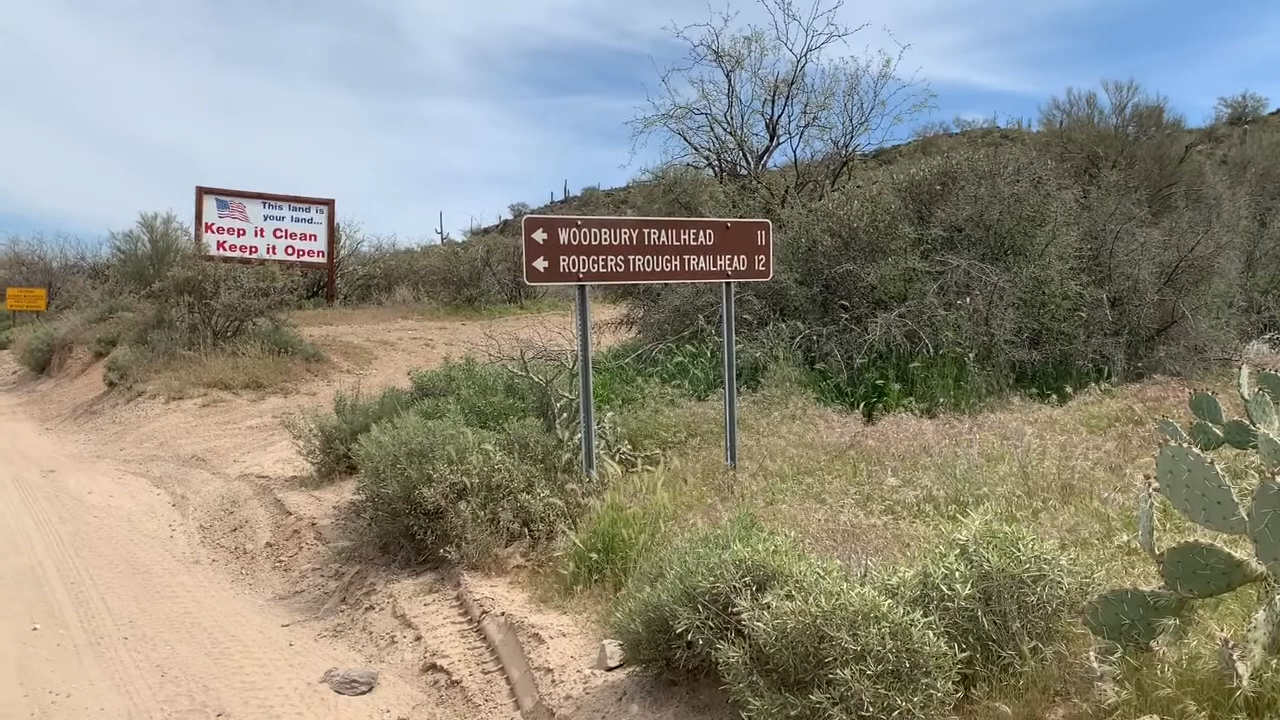 This land is
your land...
Keep it Clean
Keep it Open
WOODBURY TRAILHEAD 11
RODGERS TROUGH TRAILHEAD 12